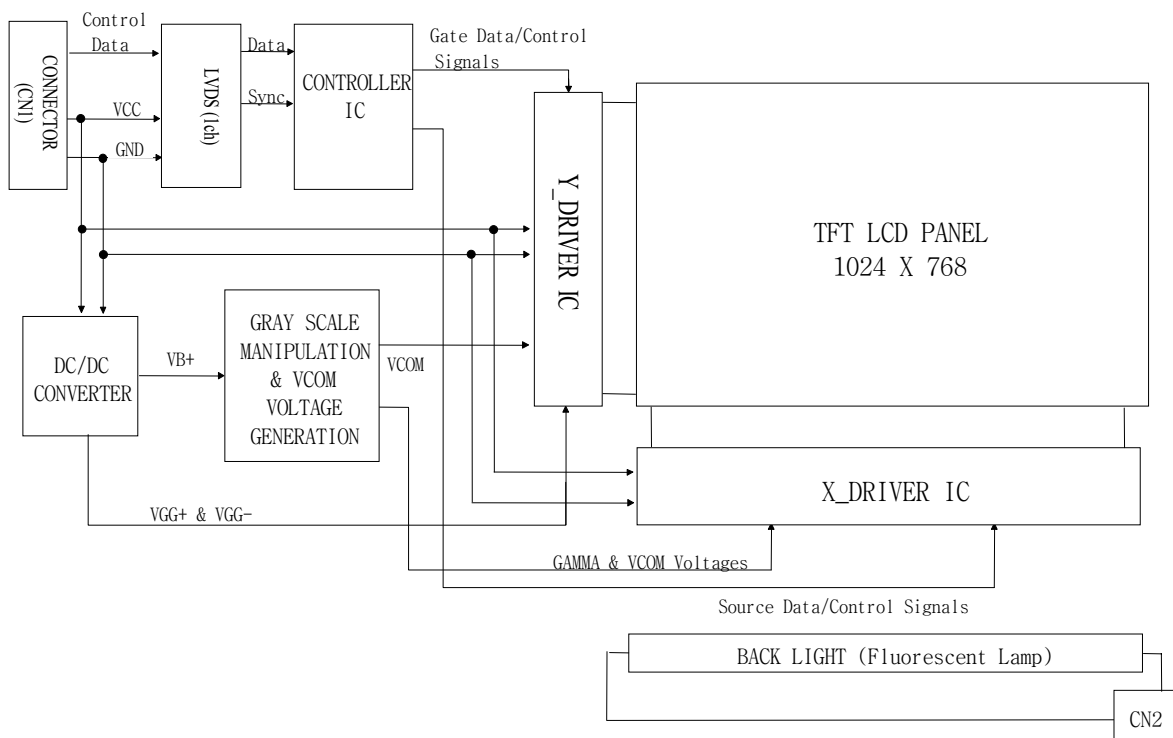 CONNECTOR
(CN1)
Control
Data
VCC
GND
LVDS(1ch)
Data
Sync
CONTROLLER
IC
Gate Data/Control
Signals
Y_DRIVER IC
TFT LCD PANEL
1024 X 768
DC/DC
CONVERTER
VB+
GRAY SCALE
MANIPULATION
& VCOM
VOLTAGE
GENERATION
VCOM
X_DRIVER IC
VGG+ & VGG-
GAMMA & VCOM Voltages
Source Data/Control Signals
BACK LIGHT (Fluorescent Lamp)
CN2